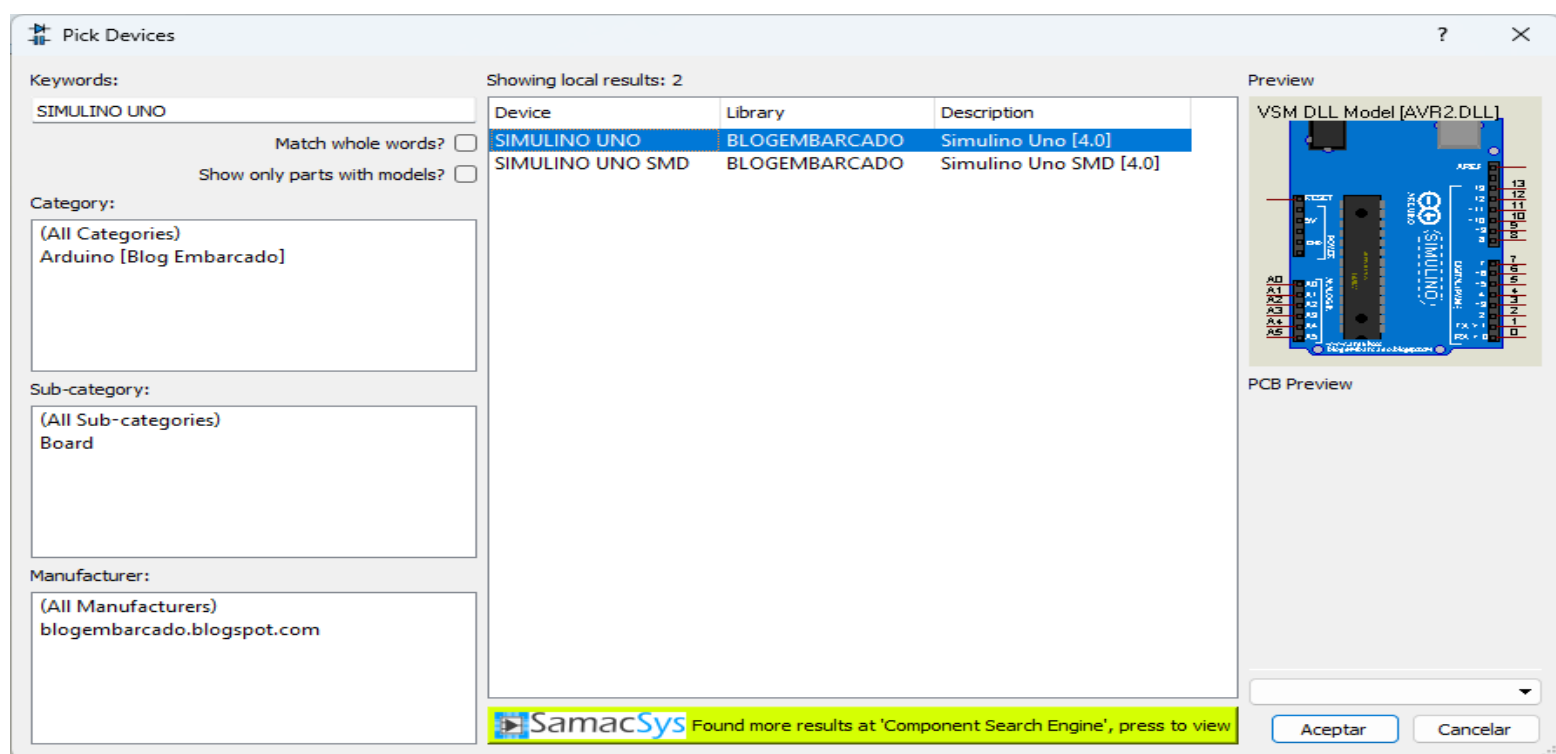 Pick Devices
?
Keywords:
SIMULINO UNO
Match whole words?
Show only parts with models?
Category:
(All Categories)
Arduino [Blog Embarcado]
Sub-category:
(All Sub-categories)
Board
Manufacturer:
(All Manufacturers)
blogembarcado.blogspot.com
Showing local results: 2
Device Library Description
SIMULINO UNO BLOGEMBARCADO Simulino Uno [4.0]
SIMULINO UNO SMD BLOGEMBARCADO Simulino Uno SMD [4.0]
SamacSys Found more results at 'Component Search Engine', press to view
Preview
VSM DLL Model [AVR2.DLL]
AREF
13
12
11
10
9
8
RESET
5V
GND
POWER
ARDUINO
SIMULINO
7
6
5
4
3
2
1
0
A0
A1
A2
A3
A4
A5
PCB Preview
Aceptar
Cancelar